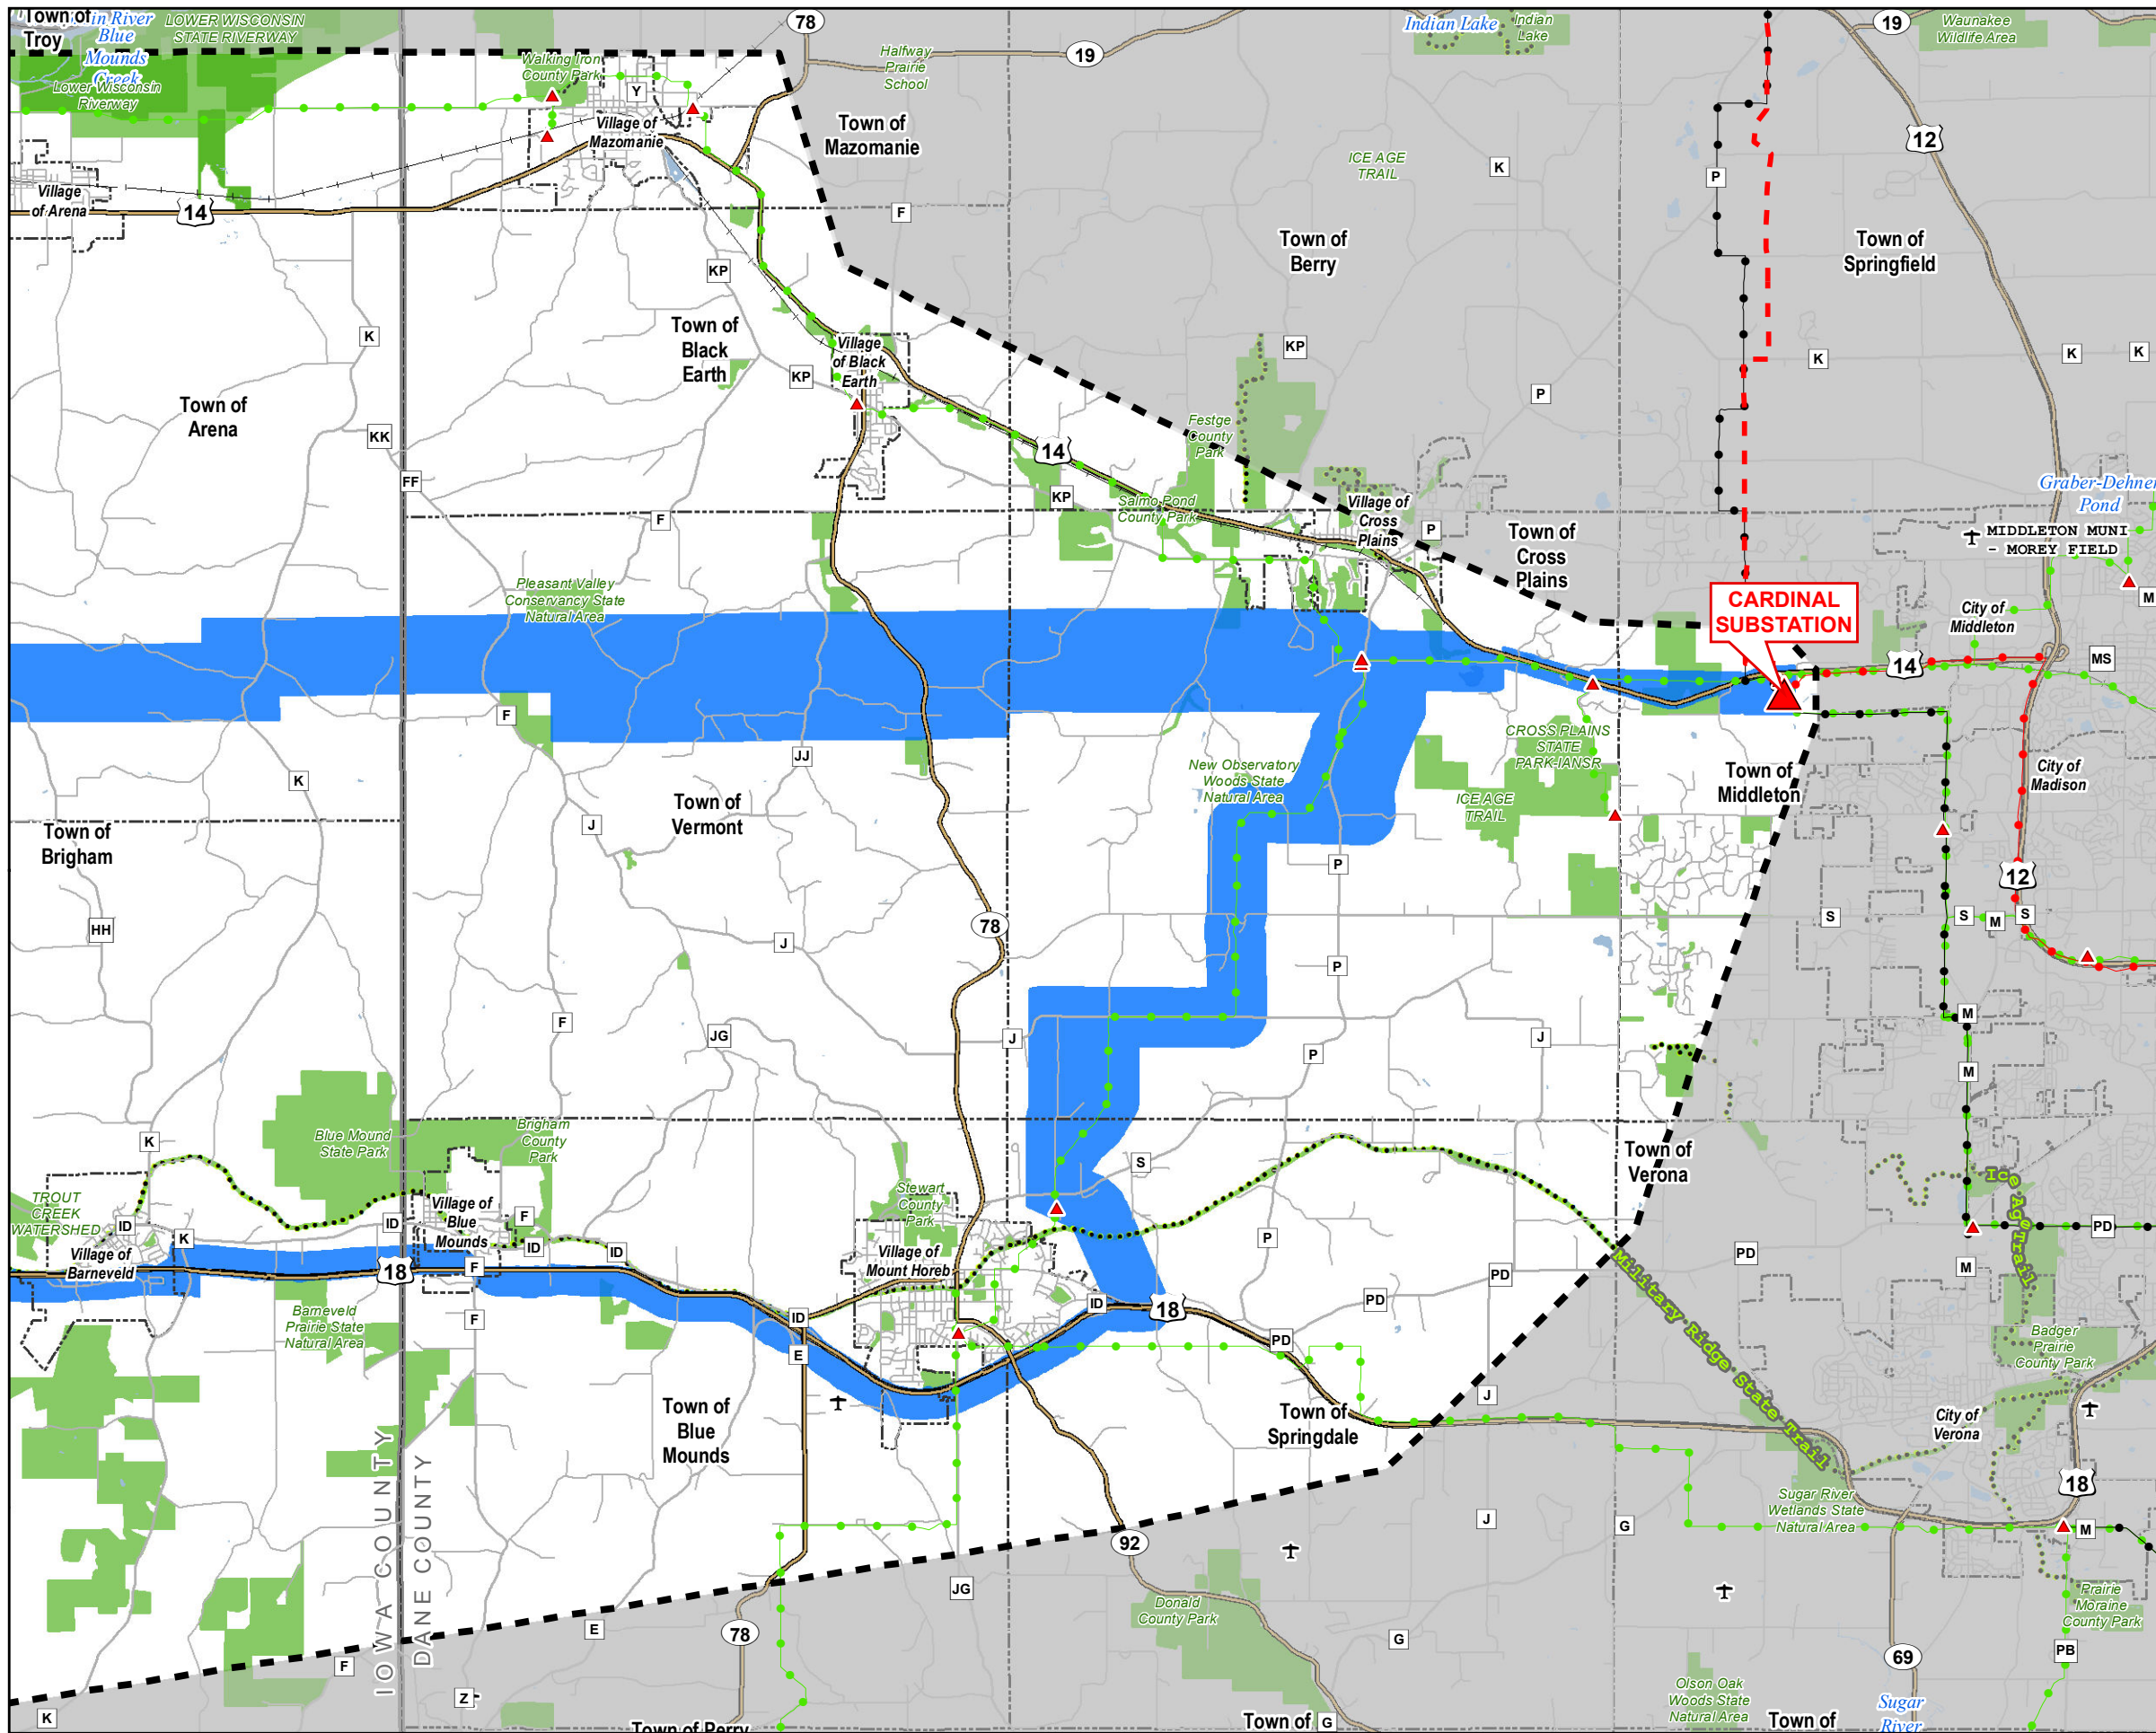 Town of
Troy
in River
Blue
Mounds
Creek
LOWER WISCONSIN
STATE RIVERWAY
Lower Wisconsin
Riverway
Walking Iron
County Park
Y
Village of
Mazomanie
78
Halfway
Prairie
School
19
Indian Lake
Indian
Lake
19
Waunakee
Wildlife Area
Town of
Mazomanie
ICE AGE
TRAIL
K
12
P
Village
of Arena
14
F
Town of
Berry
Town of
Springfield
KP
K
Town of
Black
Earth
Village
of Black
Earth
KP
KP
K
K
K
P
Town of
Arena
KK
FF
Festge
County
Park
14
KP
Salmo Pond
County Park
F
Village of
Cross
Plains
P
Town of
Cross
Plains
Graber-Dehner
Pond
MIDDLETON MUNI
- MOREY FIELD
M
Pleasant Valley
Conservancy State
Natural Area
CARDINAL
SUBSTATION
City of
Middleton
14
MS
F
JJ
CROSS PLAINS
STATE
PARK-IANSR
New Observatory
Woods State
Natural Area
ICE AGE
TRAIL
Town of
Middleton
City of
Madison
K
Town of
Vermont
J
Town of
Brigham
P
12
HH
J
78
S
S
M
S
P
F
JG
J
P
J
M
M
K
Blue Mound
State Park
Brigham
County
Park
S
Town of
Verona
Ice Age Trail
TROUT
CREEK
WATERSHED
ID
K
ID
Village of
Blue
Mounds
F
ID
ID
Stewart
County
Park
Village of
Barneveld
18
F
Village of
Mount Horeb
P
PD
PD
M
PD
PD
Military Ridge State Trail
Barneveld
Prairie State
Natural Area
F
ID
E
ID
18
PD
Badger
Prairie
County Park
J
Town of
Blue
Mounds
Town of
Springdale
City of
Verona
IOWA COUNTY
DANE COUNTY
18
Sugar River
Wetlands State
Natural Area
J
G
M
92
JG
Donald
County Park
Prairie
Moraine
County Park
E
78
G
PB
F
69
Z
Olson Oak
Woods State
Natural Area
Sugar
River
K
Town of Perry
Town of
G
Town of